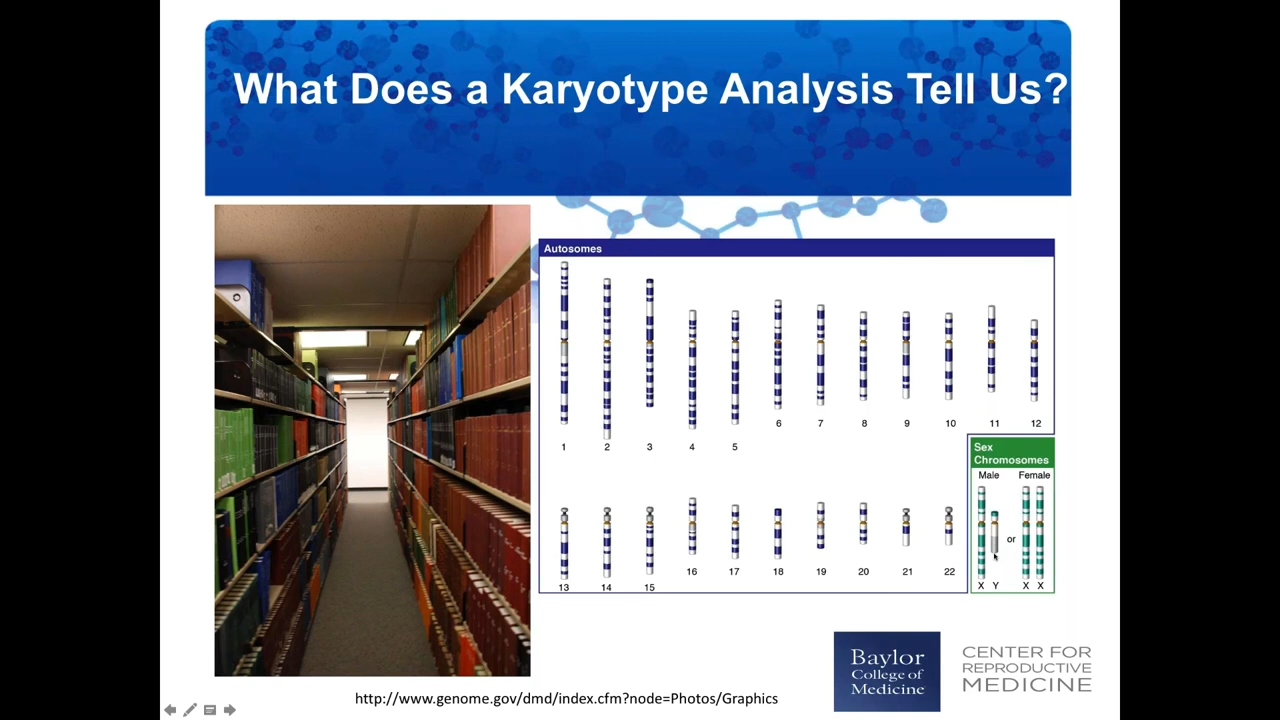 What Does a Karyotype Analysis Tell Us?
Autosomes
1 2 3 4 5 6 7 8 9 10 11 12
Sex
Chromosomes
Male Female
or
13 14 15 16 17 18 19 20 21 22
X Y X X
Baylor
College of
Medicine
CENTER FOR
REPRODUCTIVE
MEDICINE
http://www.genome.gov/dmd/index.cfm?node=Photos/Graphics